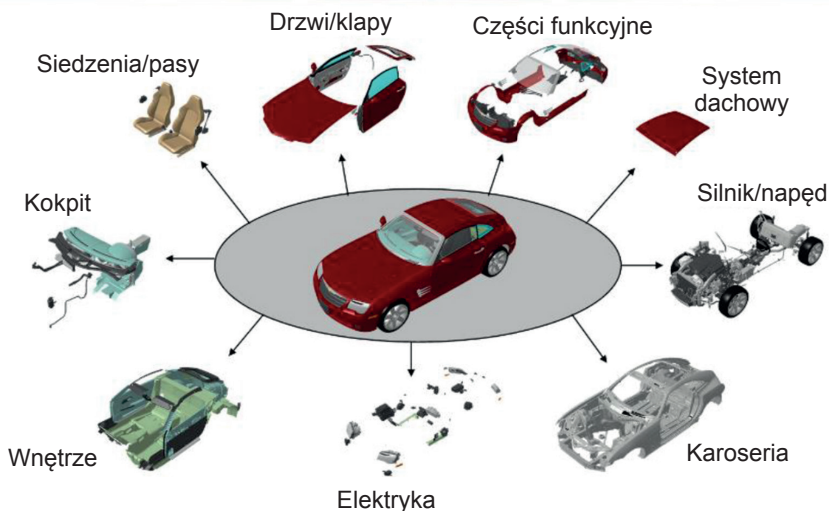 Drzwi/klapy
Części funkcyjne
Siedzenia/pasy
System
dachowy
Kokpit
Silnik/napęd
Wnętrze
Karoseria
Elektryka